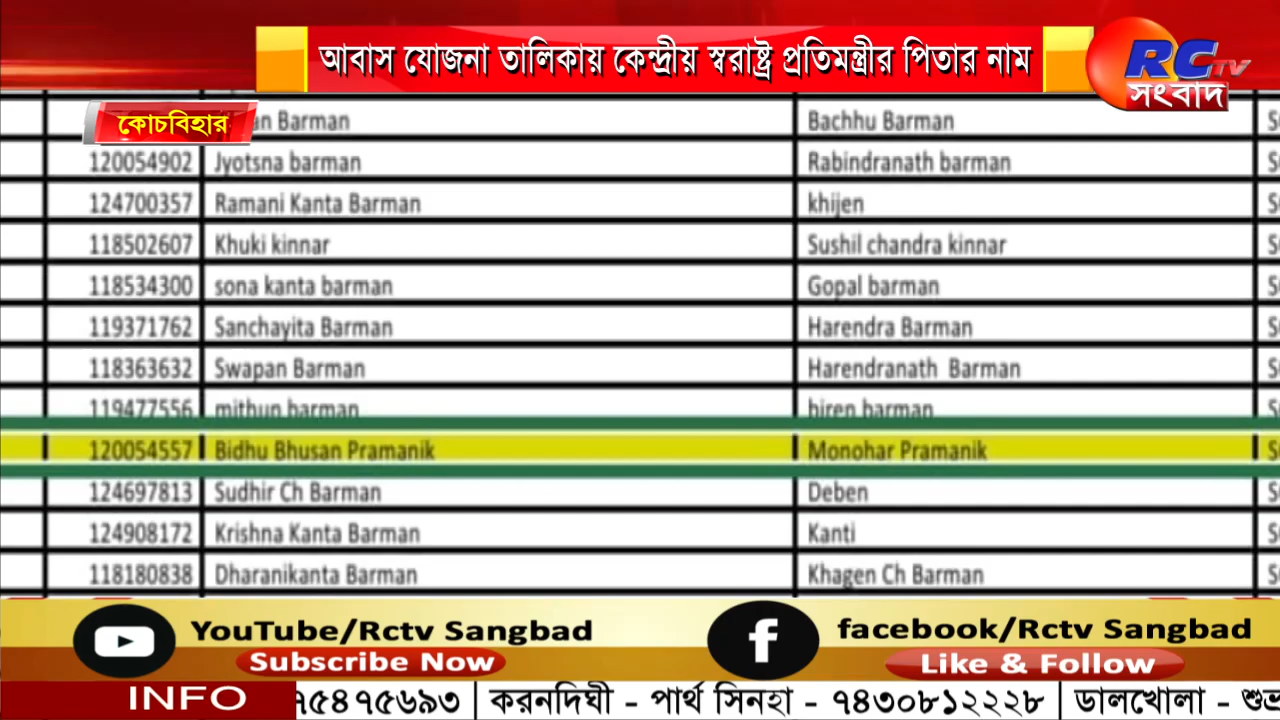 আবাস যোজনা তালিকায় কেন্দ্রীয় স্বরাষ্ট্র প্রতিমন্ত্রীর পিতার নাম
RCTV
সংবাদ
কোচবিহার
Barman Bachhu Barman
120054902 Jyotsna barman Rabindranath barman
124700357 Ramani Kanta Barman khijen
118502607 Khuki kinnar Sushil chandra kinnar
118534300 sona kanta barman Gopal barman
119371762 Sanchayita Barman Harendra Barman
118363632 Swapan Barman Harendranath Barman
119477556 mithun barman biren barman
120054557 Bidhu Bhusan Pramanik Monohar Pramanik
124697813 Sudhir Ch Barman Deben
124908172 Krishna Kanta Barman Kanti
118180838 Dharanikanta Barman Khagen Ch Barman
YouTube/Rctv Sangbad facebook/Rctv Sangbad
Subscribe Now Like & Follow
INFO ৭৫৪৭৫৬৯৩ | করনদিঘী - পার্থ সিনহা - ৭৪৩০৮১২২২৮ | ডালখোলা -